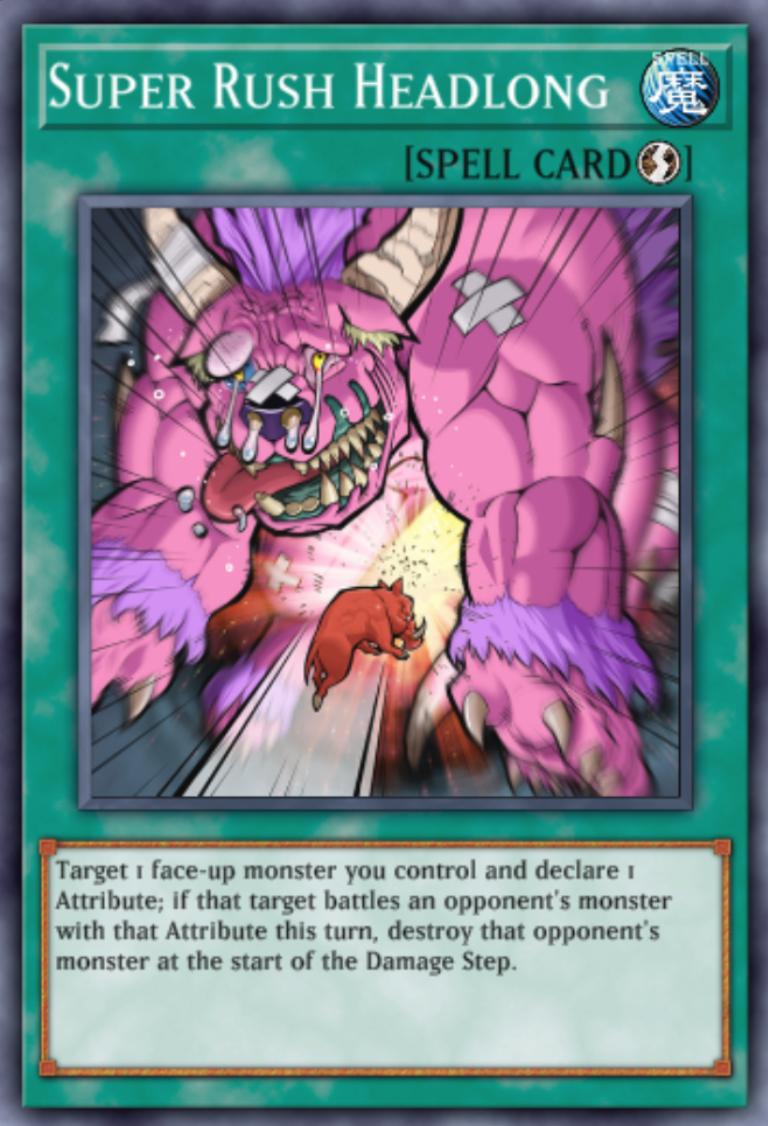 SUPER RUSH HEADLONG
SPELL
魔
[SPELL CARD]
Target 1 face-up monster you control and declare 1
Attribute; if that target battles an opponent's monster
with that Attribute this turn, destroy that opponent's
monster at the start of the Damage Step.